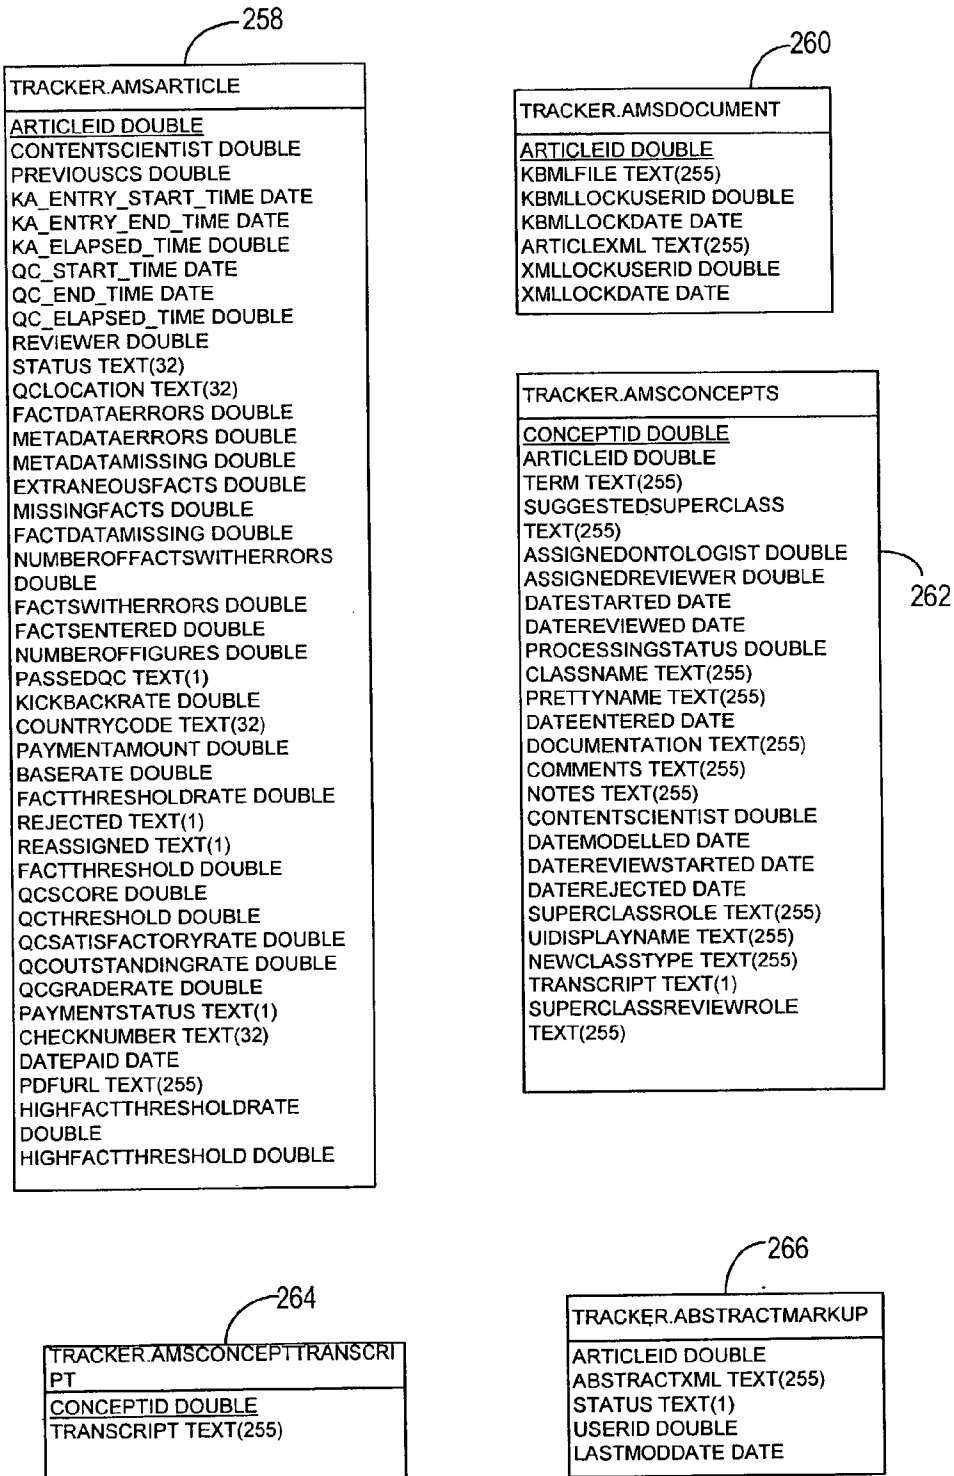 258
TRACKER.AMSARTICLE
ARTICLEID DOUBLE
CONTENTSCIENTIST DOUBLE
PREVIOUSCS DOUBLE
KA_ENTRY_START_TIME DATE
KA_ENTRY_END_TIME DATE
KA_ELAPSED_TIME DOUBLE
QC_START_TIME DATE
QC_END_TIME DATE
QC_ELAPSED_TIME DOUBLE
REVIEWER DOUBLE
STATUS TEXT(32)
QCLOCATION TEXT(32)
FACTDATAERRORS DOUBLE
METADATAERRORS DOUBLE
METADATAMISSING DOUBLE
EXTRANEOUSFACTS DOUBLE
MISSINGFACTS DOUBLE
FACTDATAMISSING DOUBLE
NUMBEROFFACTSWITHERRORS
DOUBLE
FACTSWITHERRORS DOUBLE
FACTSENTERED DOUBLE
NUMBEROFFIGURES DOUBLE
PASSEDQC TEXT(1)
KICKBACKRATE DOUBLE
COUNTRYCODE TEXT(32)
PAYMENTAMOUNT DOUBLE
BASERATE DOUBLE
FACTTHRESHOLDRATE DOUBLE
REJECTED TEXT(1)
REASSIGNED TEXT(1)
FACTTHRESHOLD DOUBLE
QCSCORE DOUBLE
QCTHRESHOLD DOUBLE
QCSATISFACTORYRATE DOUBLE
QCOUTSTANDINGRATE DOUBLE
QCGRADERATE DOUBLE
PAYMENTSTATUS TEXT(1)
CHECKNUMBER TEXT(32)
DATEPAID DATE
PDFURL TEXT(255)
HIGHFACTTHRESHOLDRATE
DOUBLE
HIGHFACTTHRESHOLD DOUBLE
260
TRACKER.AMSDOCUMENT
ARTICLEID DOUBLE
KBMLFILE TEXT(255)
KBMLLOCKUSERID DOUBLE
KBMLLOCKDATE DATE
ARTICLEXML TEXT(255)
XMLLOCKUSERID DOUBLE
XMLLOCKDATE DATE
TRACKER.AMSCONCEPTS
CONCEPTID DOUBLE
ARTICLEID DOUBLE
TERM TEXT(255)
SUGGESTEDSUPERCLASS
TEXT(255)
ASSIGNEDONTOLOGIST DOUBLE
ASSIGNEDREVIEWER DOUBLE
DATESTARTED DATE
DATEREVIEWED DATE
PROCESSINGSTATUS DOUBLE
CLASSNAME TEXT(255)
PRETTYNAME TEXT(255)
DATEENTERED DATE
DOCUMENTATION TEXT(255)
COMMENTS TEXT(255)
NOTES TEXT(255)
CONTENTSCIENTIST DOUBLE
DATEMODELLED DATE
DATEREVIEWSTARTED DATE
DATEREJECTED DATE
SUPERCLASSROLE TEXT(255)
UIDISPLAYNAME TEXT(255)
NEWCLASSTYPE TEXT(255)
TRANSCRIPT TEXT(1)
SUPERCLASSREVIEWROLE
TEXT(255)
262
264
TRACKER.AMSCONCEPTTRANSCRI
PT
CONCEPTID DOUBLE
TRANSCRIPT TEXT(255)
266
TRACKER.ABSTRACTMARKUP
ARTICLEID DOUBLE
ABSTRACTXML TEXT(255)
STATUS TEXT(1)
USERID DOUBLE
LASTMODDATE DATE